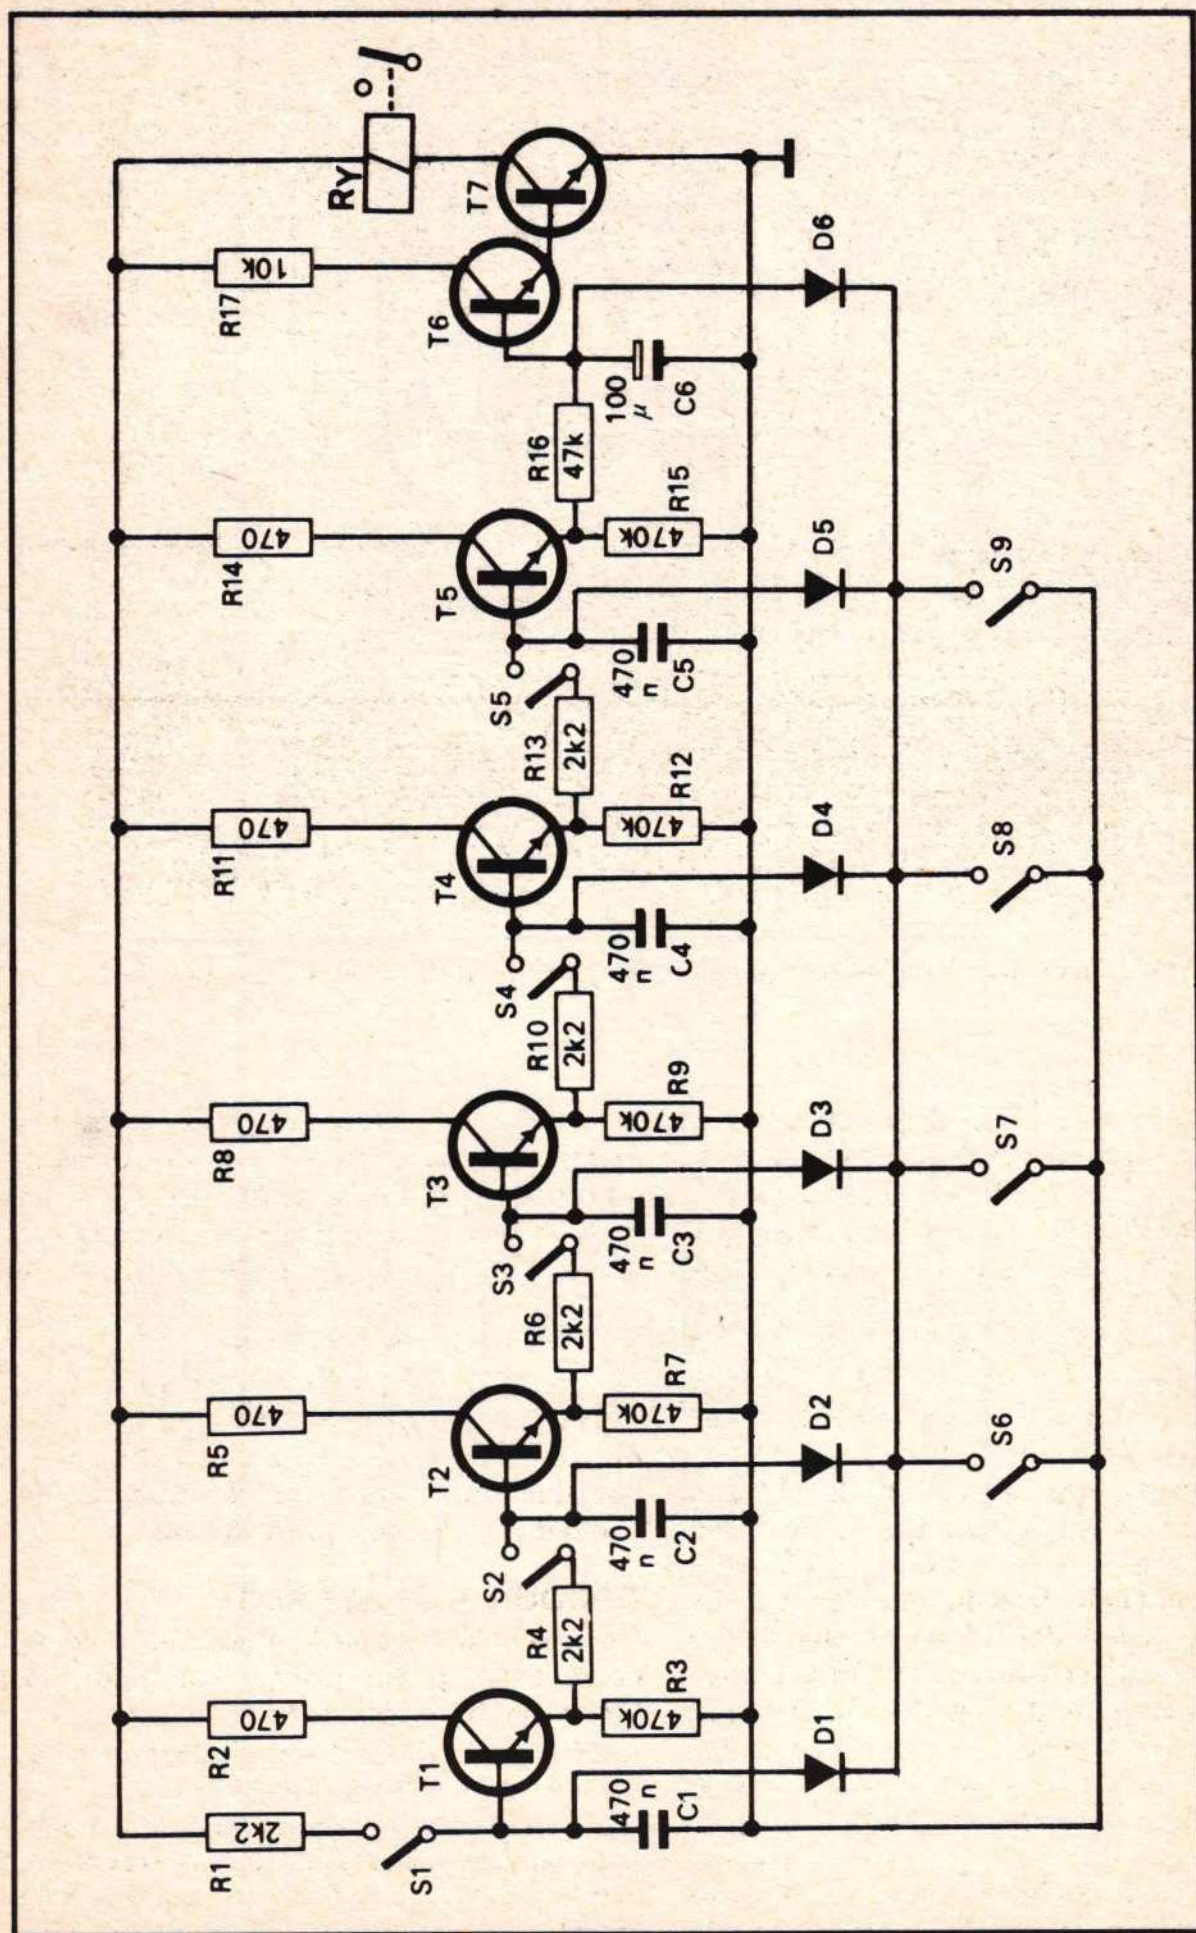 R1
2k2
S1
470
n
C1
R2
470
T1
R3
470k
R4
2k2
S2
D1
470
n
C2
R5
470
T2
R7
470k
R6
2k2
S3
D2
S6
470
n
C3
R8
470
T3
R9
470k
R10
2k2
S4
D3
S7
470
n
C4
R11
470
T4
R12
470k
R13
2k2
S5
D4
S8
470
n
C5
R14
470
T5
R15
470k
R16
47k
D5
S9
100
μ
C6
R17
10k
T6
D6
T7
Ry